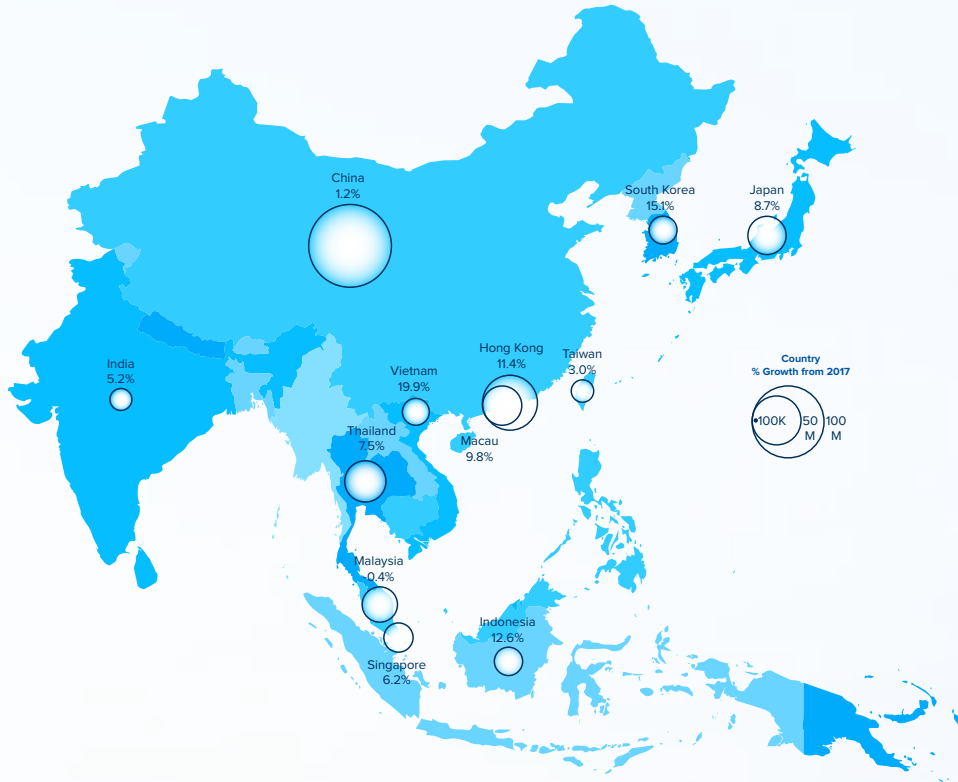 China
1.2%
South Korea
15.1%
Japan
8.7%
India
5.2%
Vietnam
19.9%
Hong Kong
11.4%
Taiwan
3.0%
Macau
9.8%
Thailand
7.5%
Malaysia
-0.4%
Singapore
6.2%
Indonesia
12.6%
Country
% Growth from 2017
100K
50
M
100
M